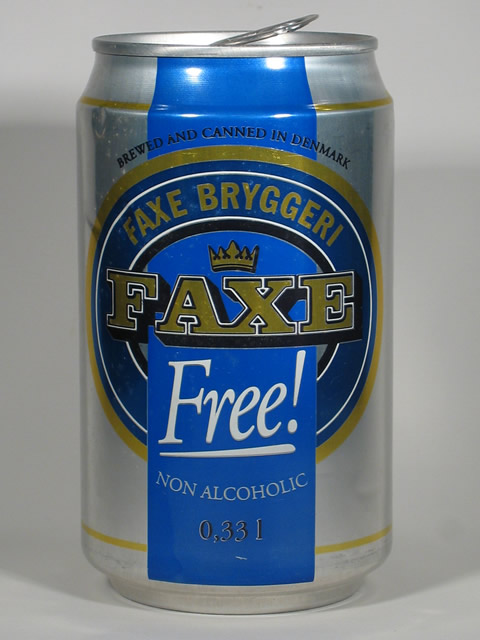 BREWED AND CANNED IN DENMARK
FAXE BRYGGERI
FAXE
Free!
NON ALCOHOLIC
0,33 l